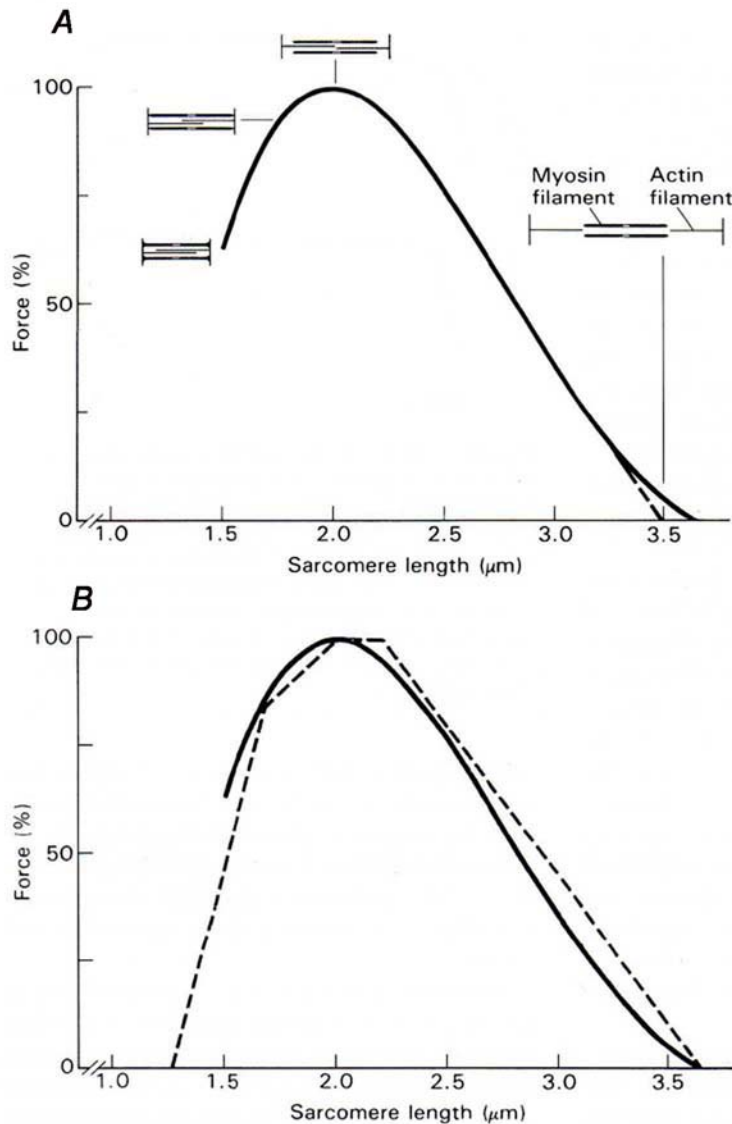 A
100
Myosin filament
Actin filament
Force (%)
50
0
1.0 1.5 2.0 2.5 3.0 3.5
Sarcomere length (μm)
B
100
Force (%)
50
0
1.0 1.5 2.0 2.5 3.0 3.5
Sarcomere length (μm)